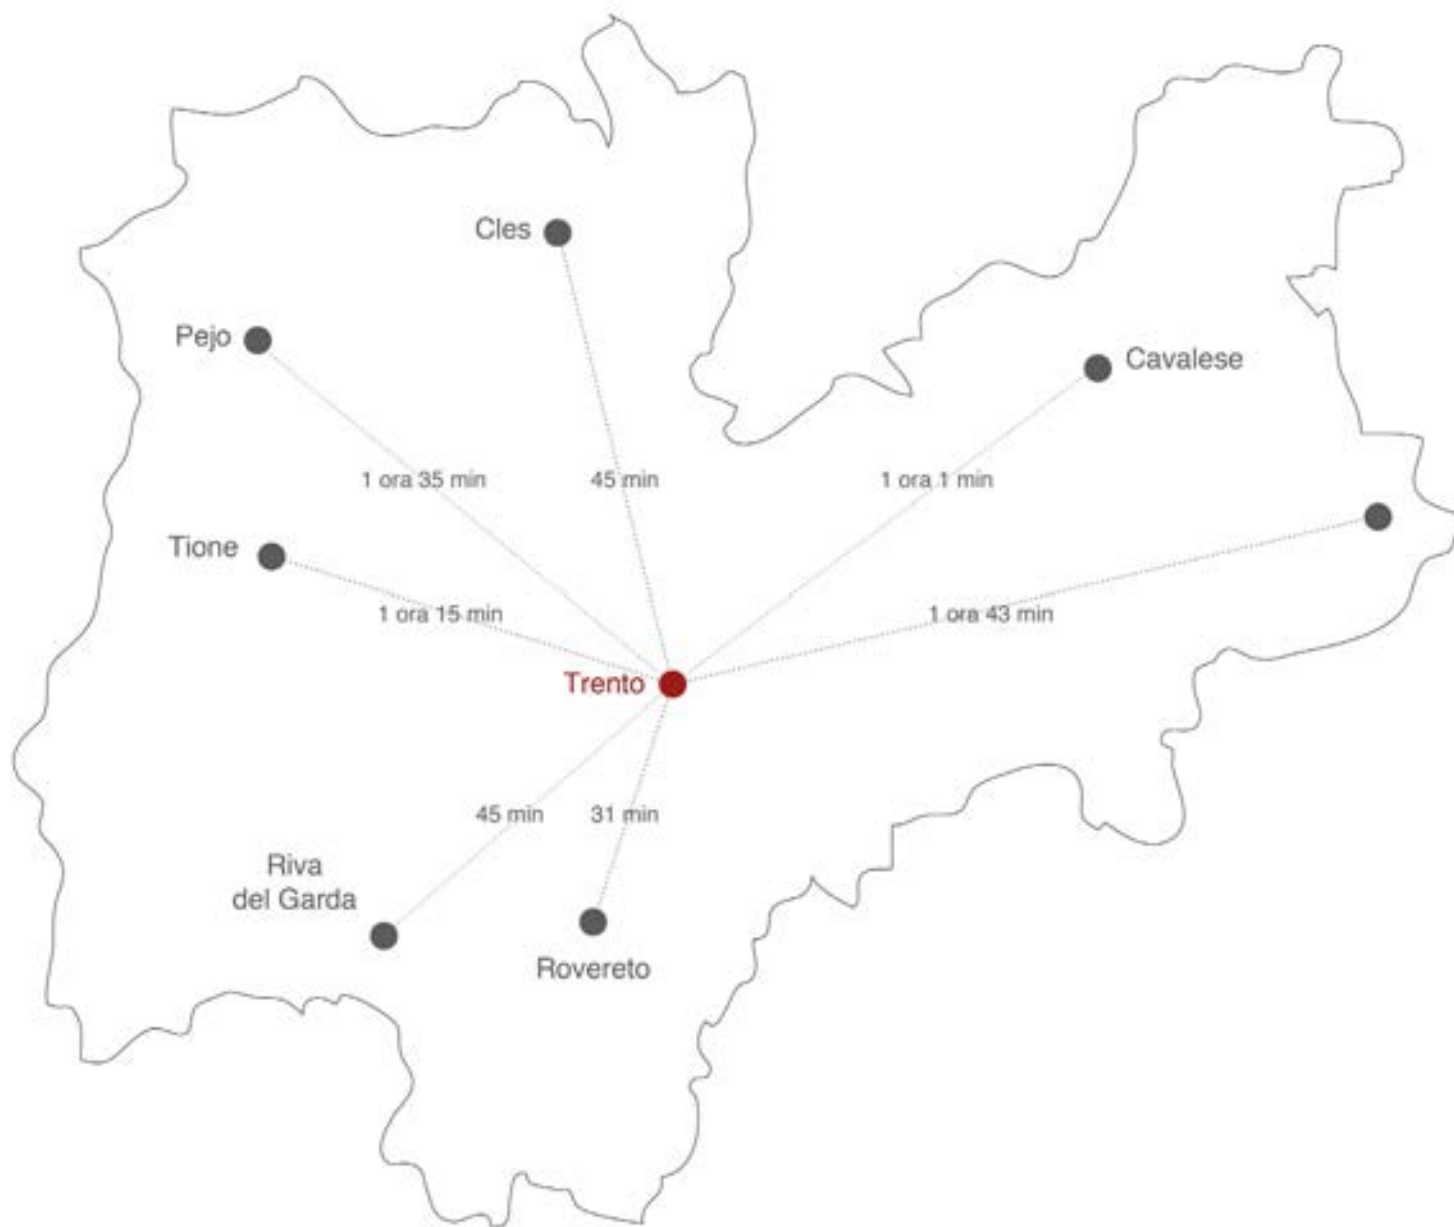 Cles
Pejo
Cavalese
1 ora 35 min
45 min
1 ora 1 min
Tione
1 ora 15 min
1 ora 43 min
Trento
45 min
31 min
Riva
del Garda
Rovereto